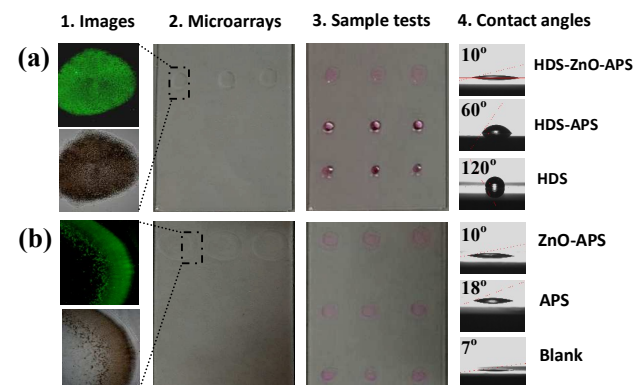 1. Images 2. Microarrays 3. Sample tests 4. Contact angles
(a)
10° HDS-ZnO-APS
60° HDS-APS
120° HDS
(b)
10° ZnO-APS
18° APS
7° Blank